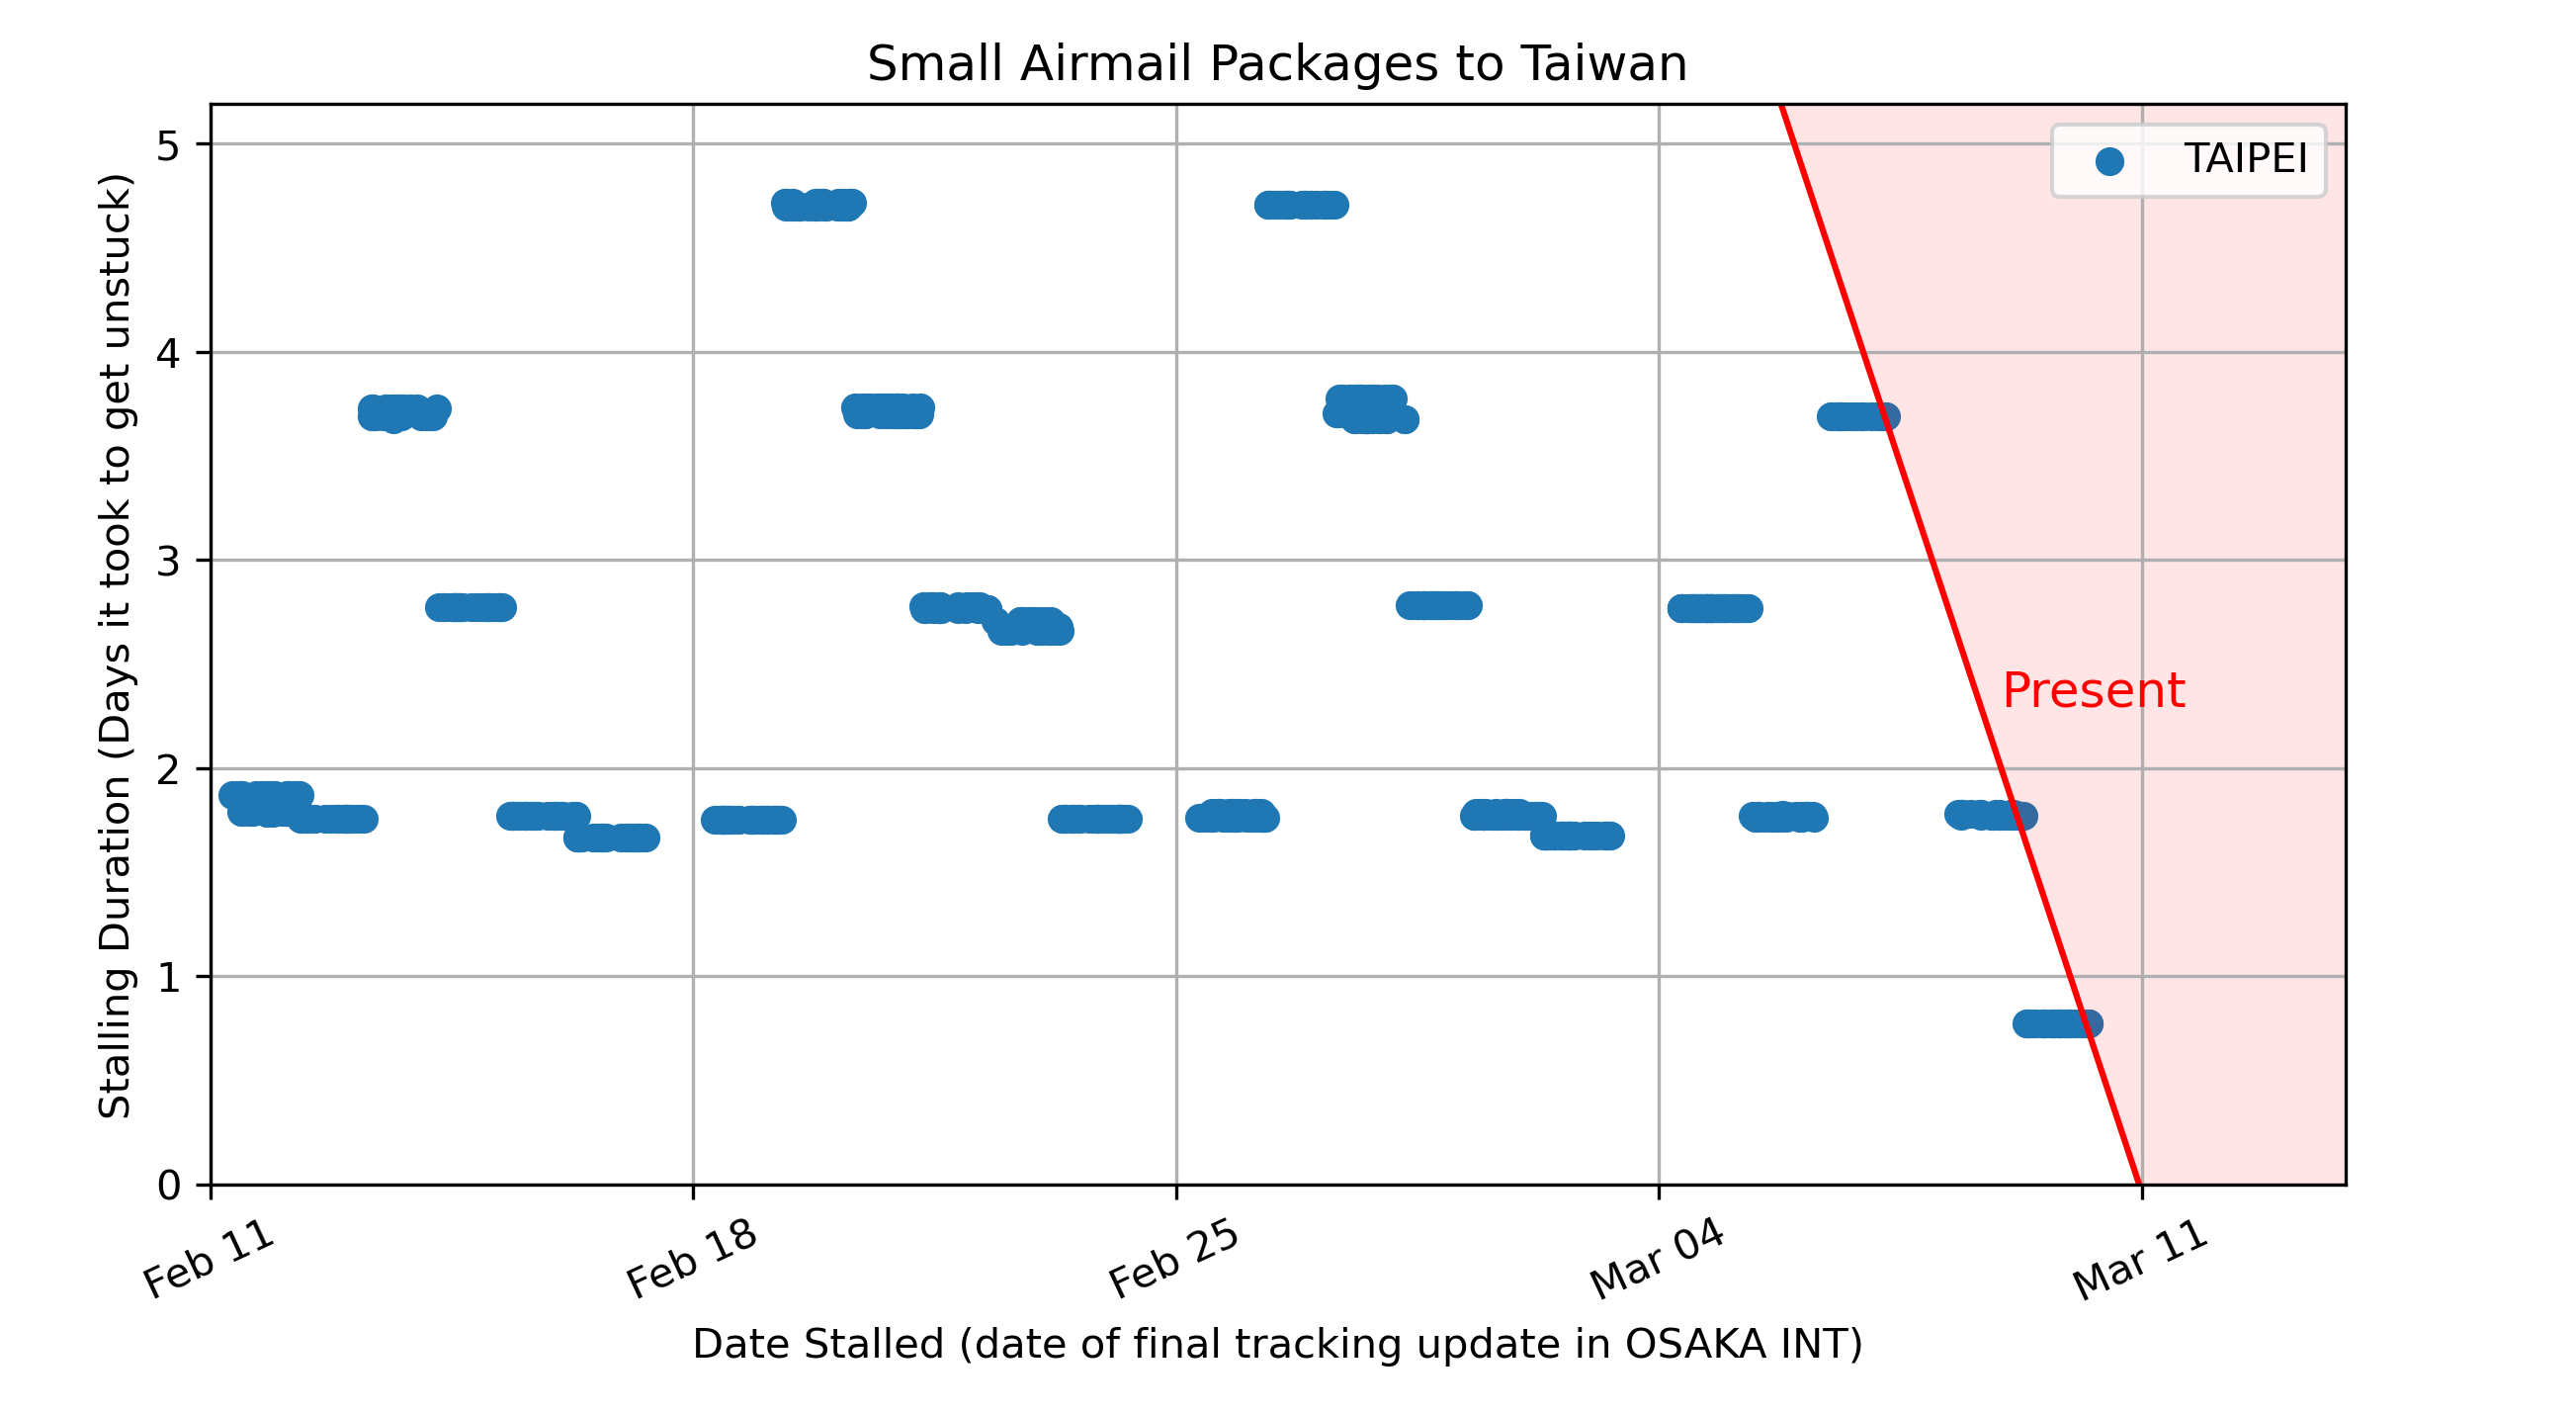 Small Airmail Packages to Taiwan
Stalling Duration (Days it took to get unstuck)
5
4
3
2
1
0
TAIPEI
Present
Feb 11
Feb 18
Feb 25
Mar 04
Mar 11
Date Stalled (date of final tracking update in OSAKA INT)